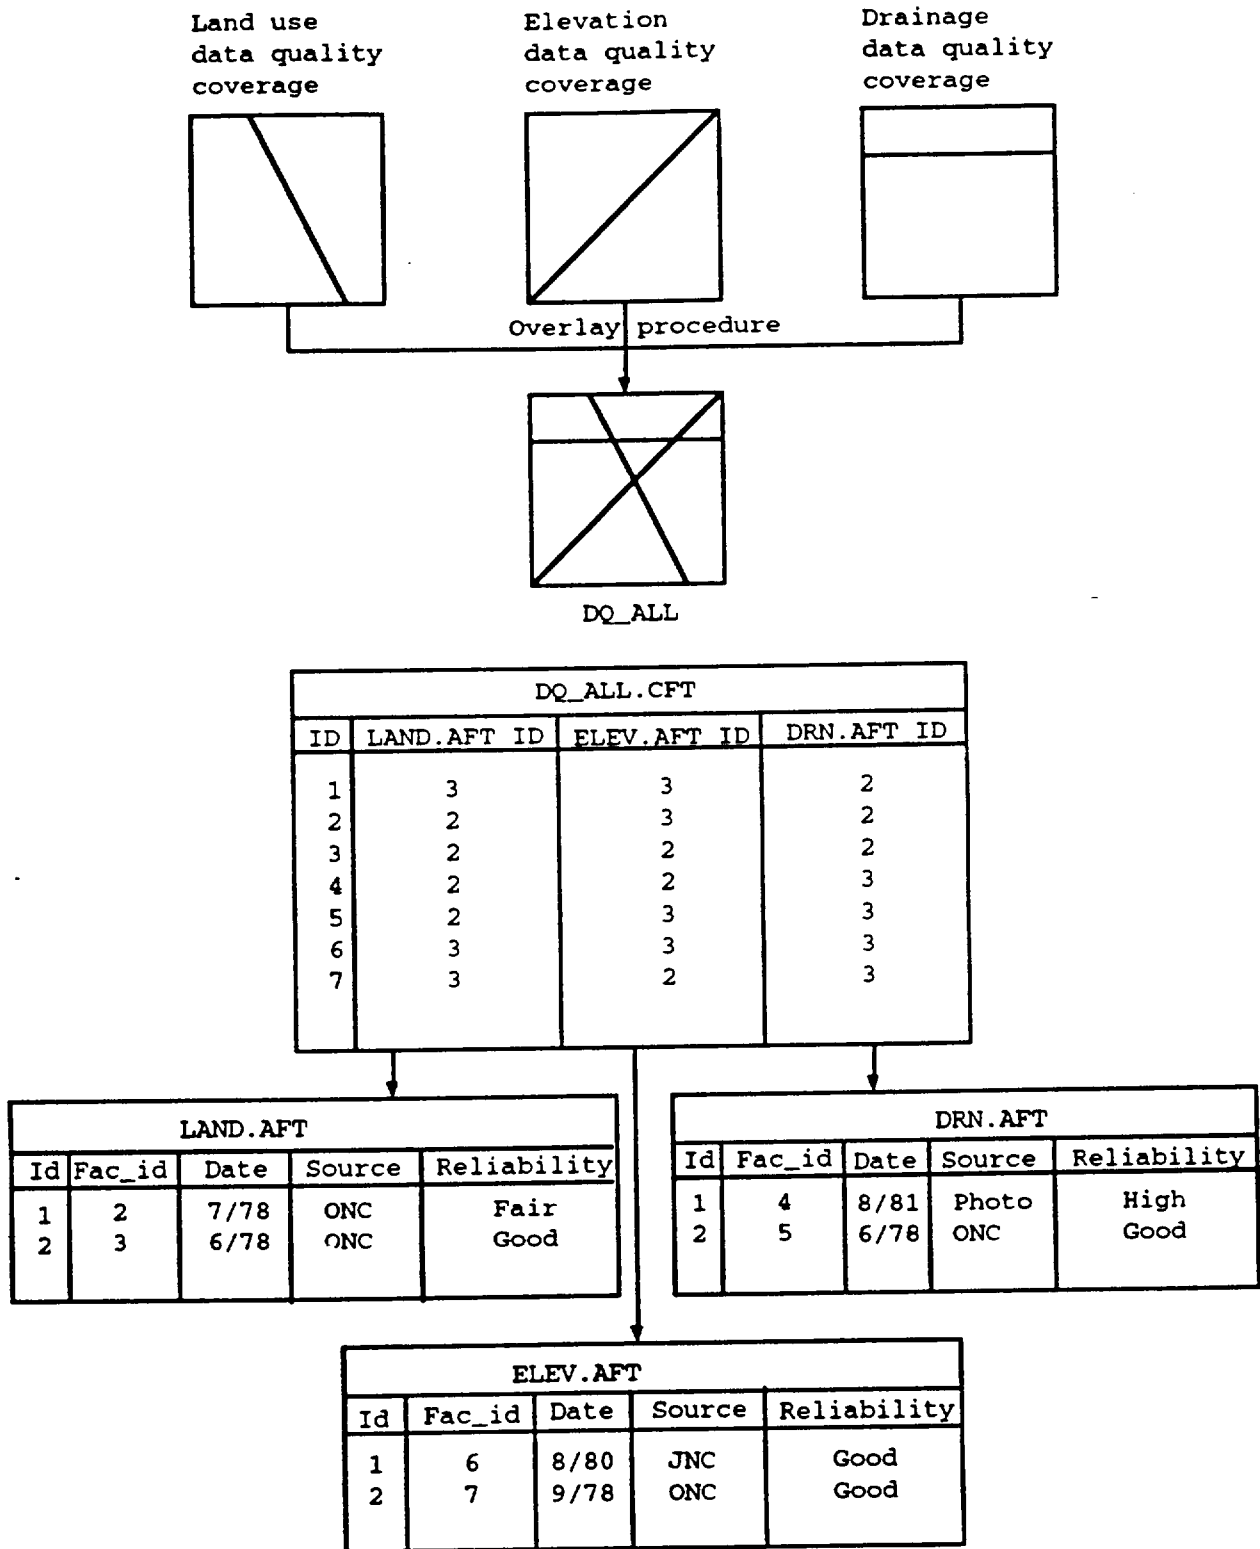 Land use
data quality
coverage
Elevation
data quality
coverage
Drainage
data quality
coverage
Overlay procedure
DQ_ALL
DQ_ALL.CFT
ID LAND.AFT ID ELEV.AFT ID DRN.AFT ID
1 3 3 2
2 2 3 2
3 2 2 2
4 2 2 3
5 2 3 3
6 3 3 3
7 3 2 3
LAND.AFT
Id Fac_id Date Source Reliability
1 2 7/78 ONC Fair
2 3 6/78 ONC Good
DRN.AFT
Id Fac_id Date Source Reliability
1 4 8/81 Photo High
2 5 6/78 ONC Good
ELEV.AFT
Id Fac_id Date Source Reliability
1 6 8/80 JNC Good
2 7 9/78 ONC Good